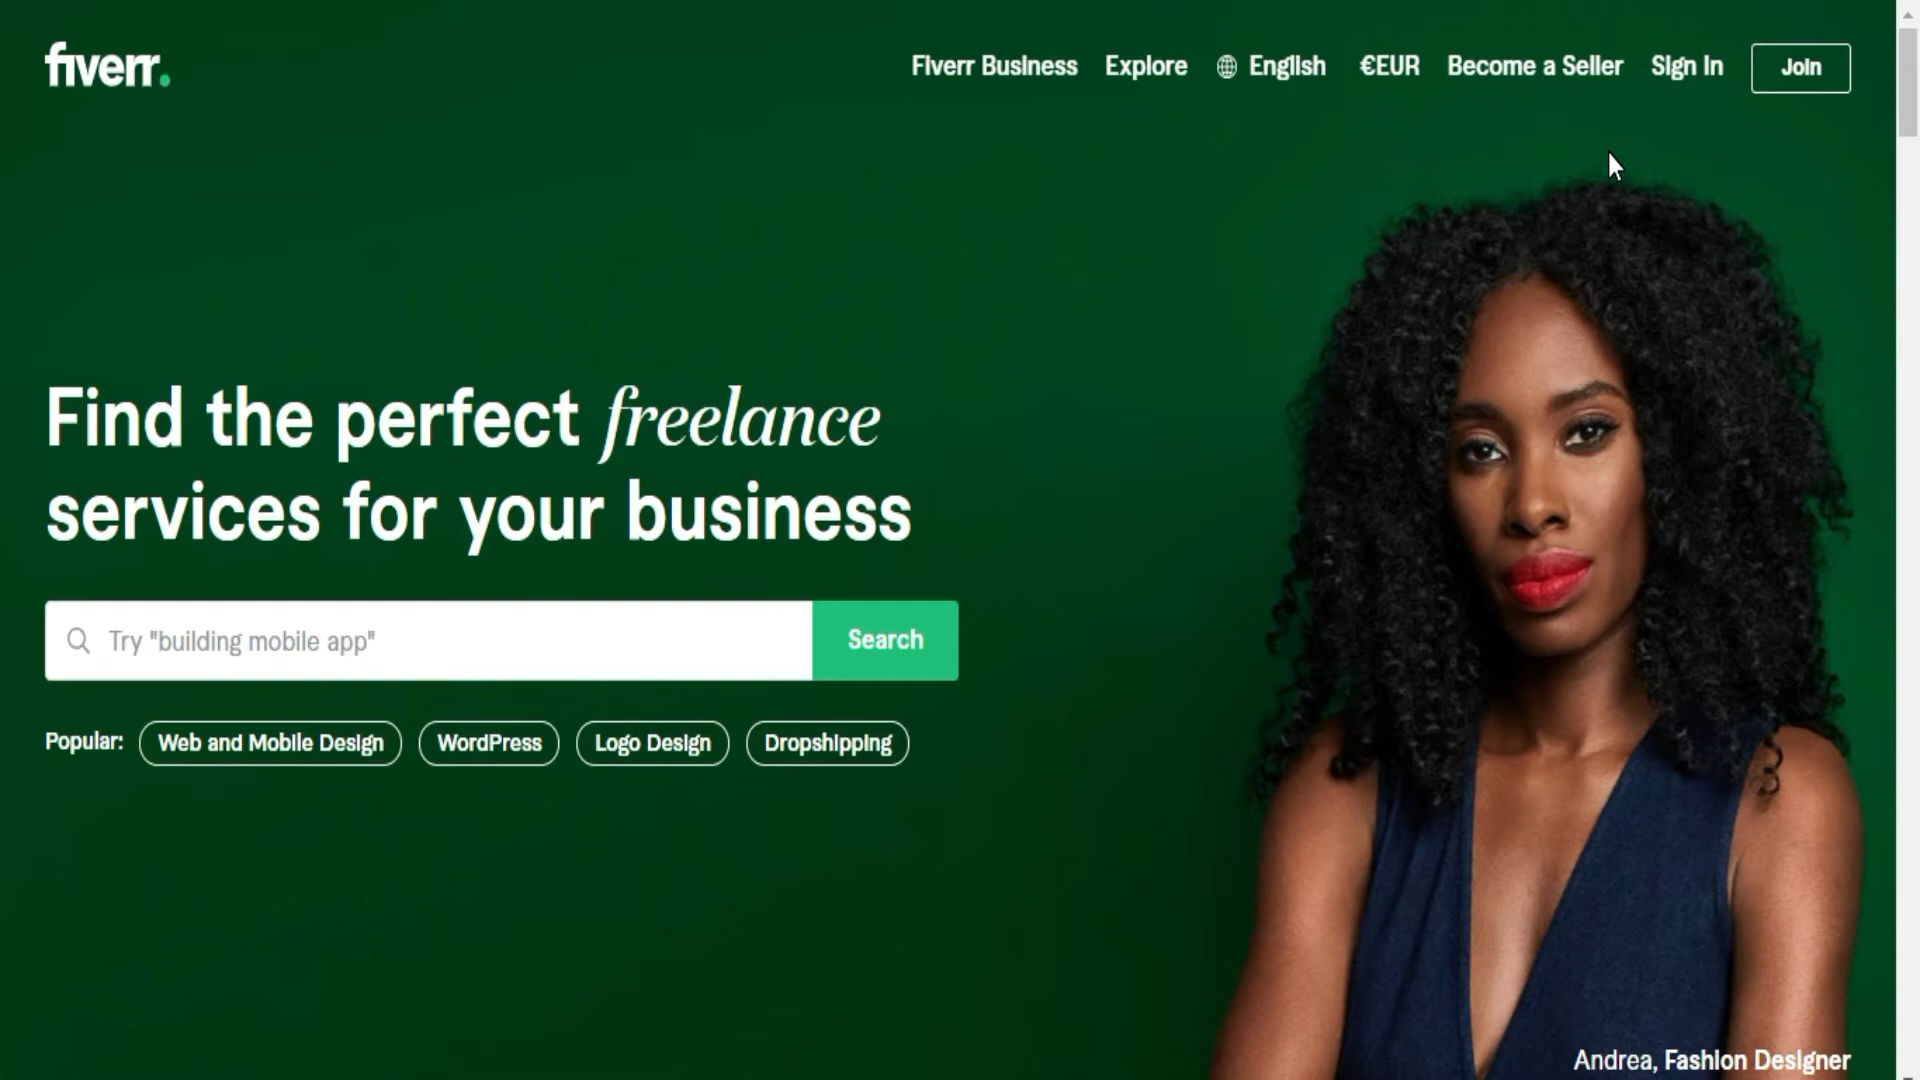 fiverr.
Fiverr Business Explore English €EUR Become a Seller Sign In Join
Find the perfect freelance
services for your business
Try "building mobile app" Search
Popular: Web and Mobile Design WordPress Logo Design Dropshipping
Andrea, Fashion Designer